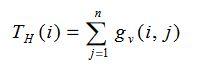 T_H(i) = \sum_{j=1}^{n} g_v(i, j)